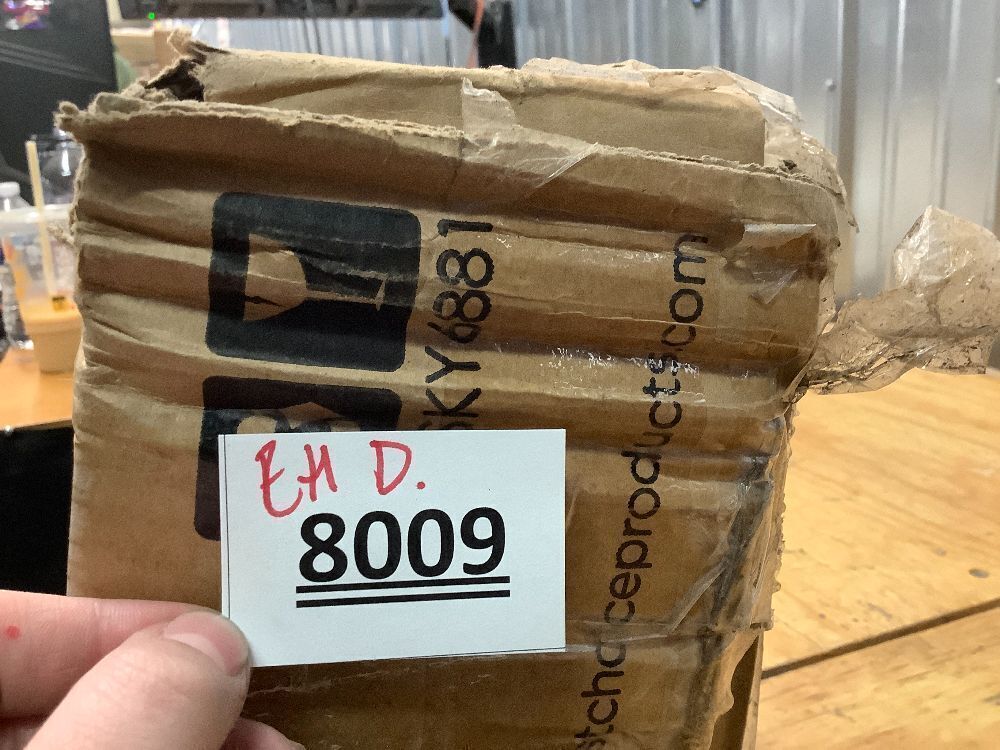 SKY6881
stchoiceproducts.com
EH D.
8009